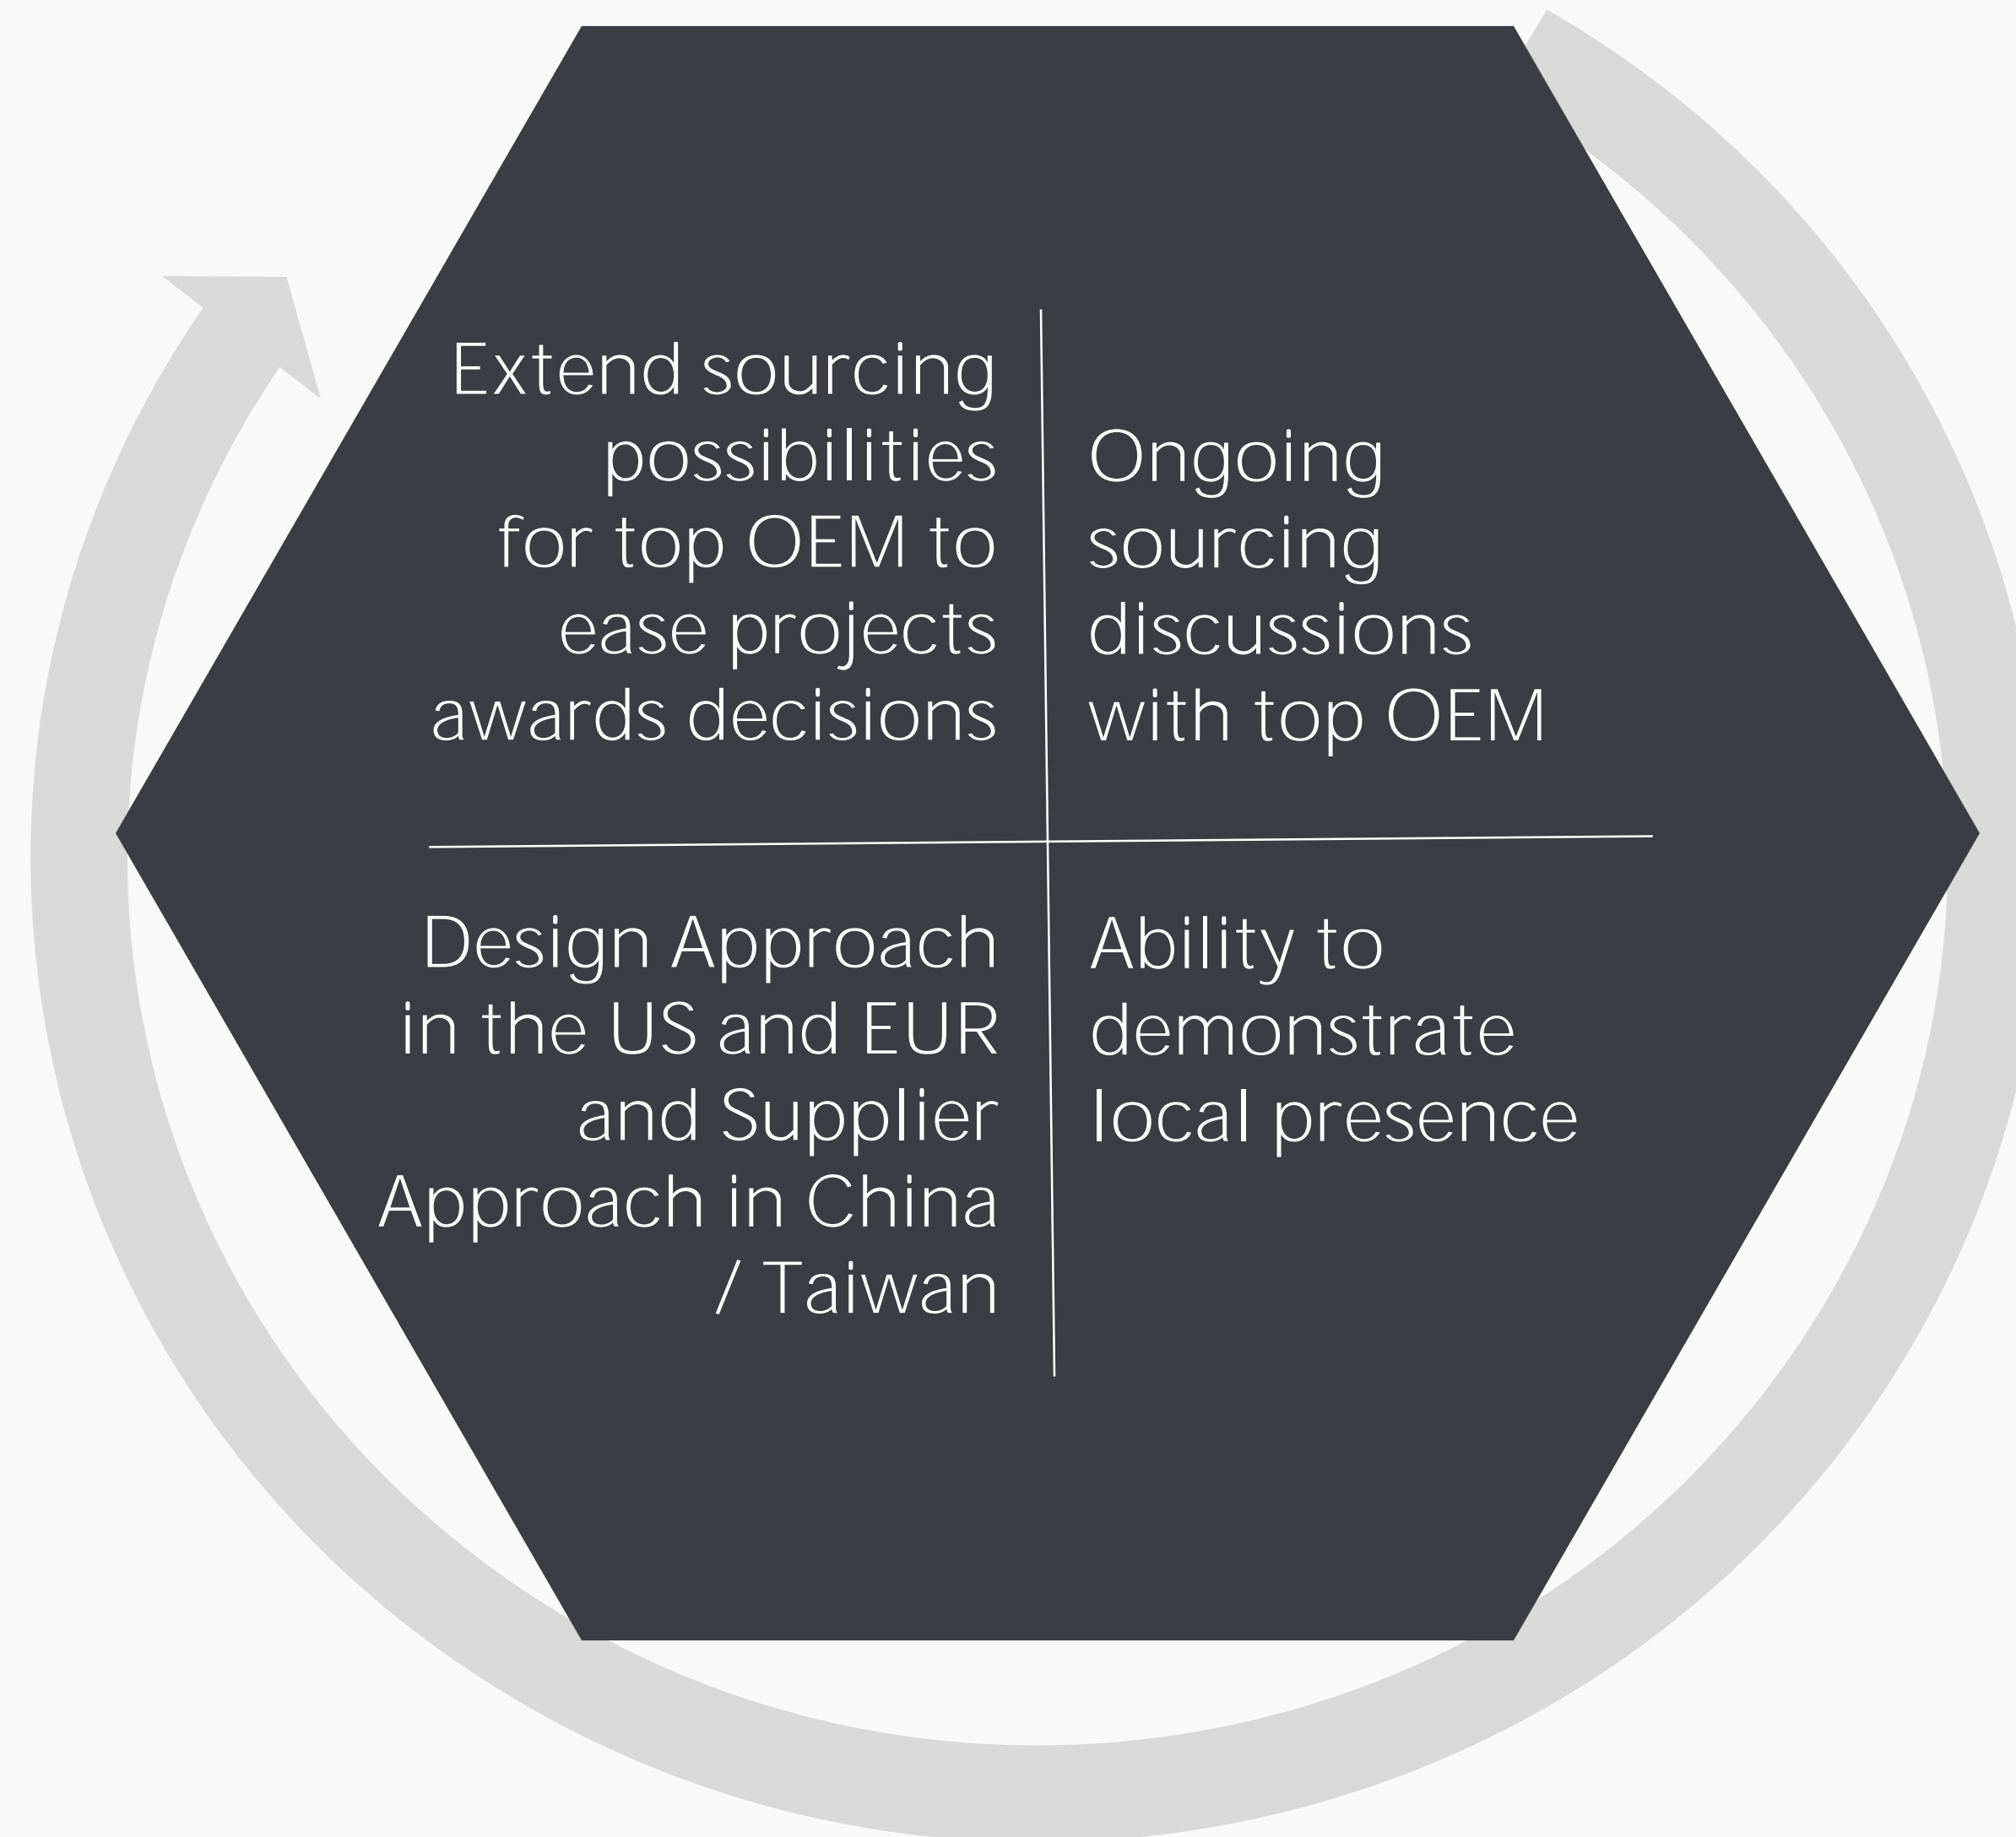 Extend sourcing
possibilities
for top OEM to
ease projects
awards decisions
Ongoing
sourcing
discussions
with top OEM
Design Approach
in the US and EUR
and Supplier
Approach in China
/ Taiwan
Ability to
demonstrate
local presence